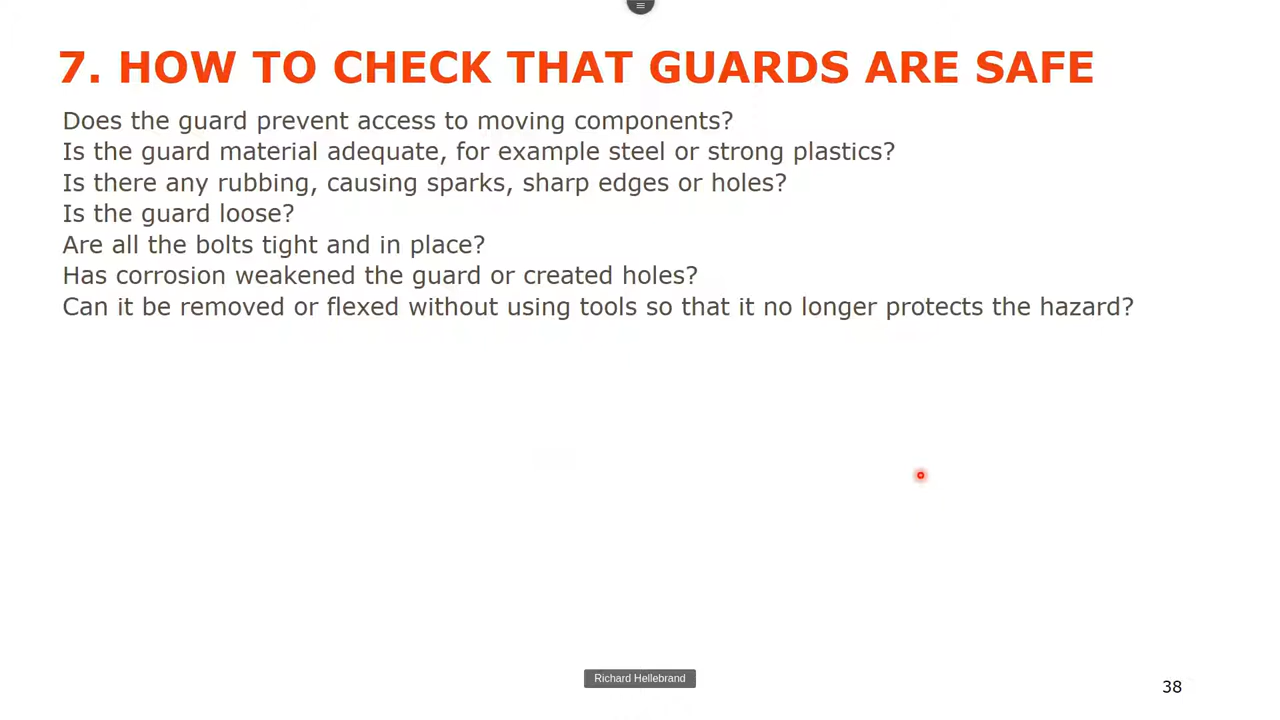 7. HOW TO CHECK THAT GUARDS ARE SAFE
Does the guard prevent access to moving components?
Is the guard material adequate, for example steel or strong plastics?
Is there any rubbing, causing sparks, sharp edges or holes?
Is the guard loose?
Are all the bolts tight and in place?
Has corrosion weakened the guard or created holes?
Can it be removed or flexed without using tools so that it no longer protects the hazard?
Richard Hellebrand
38